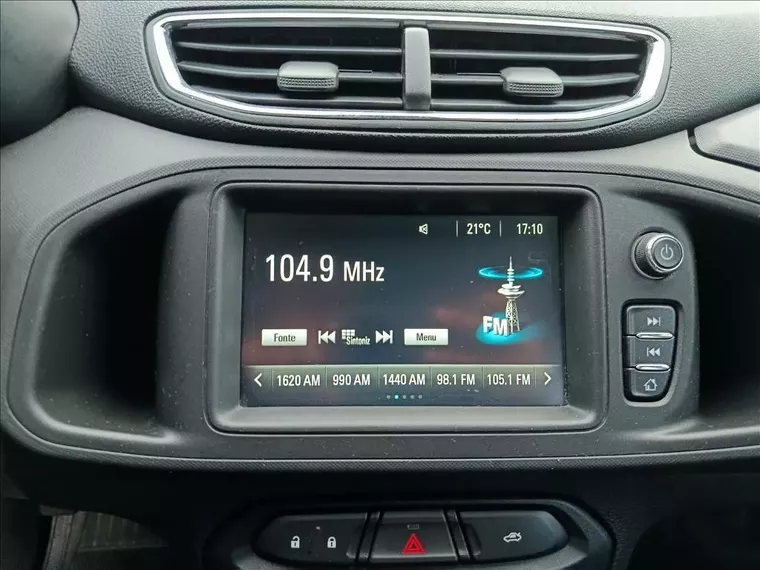 21°C 17:10
104.9 MHz
FM
Fonte Sintoniz Menu
1620 AM 990 AM 1440 AM 98.1 FM 105.1 FM